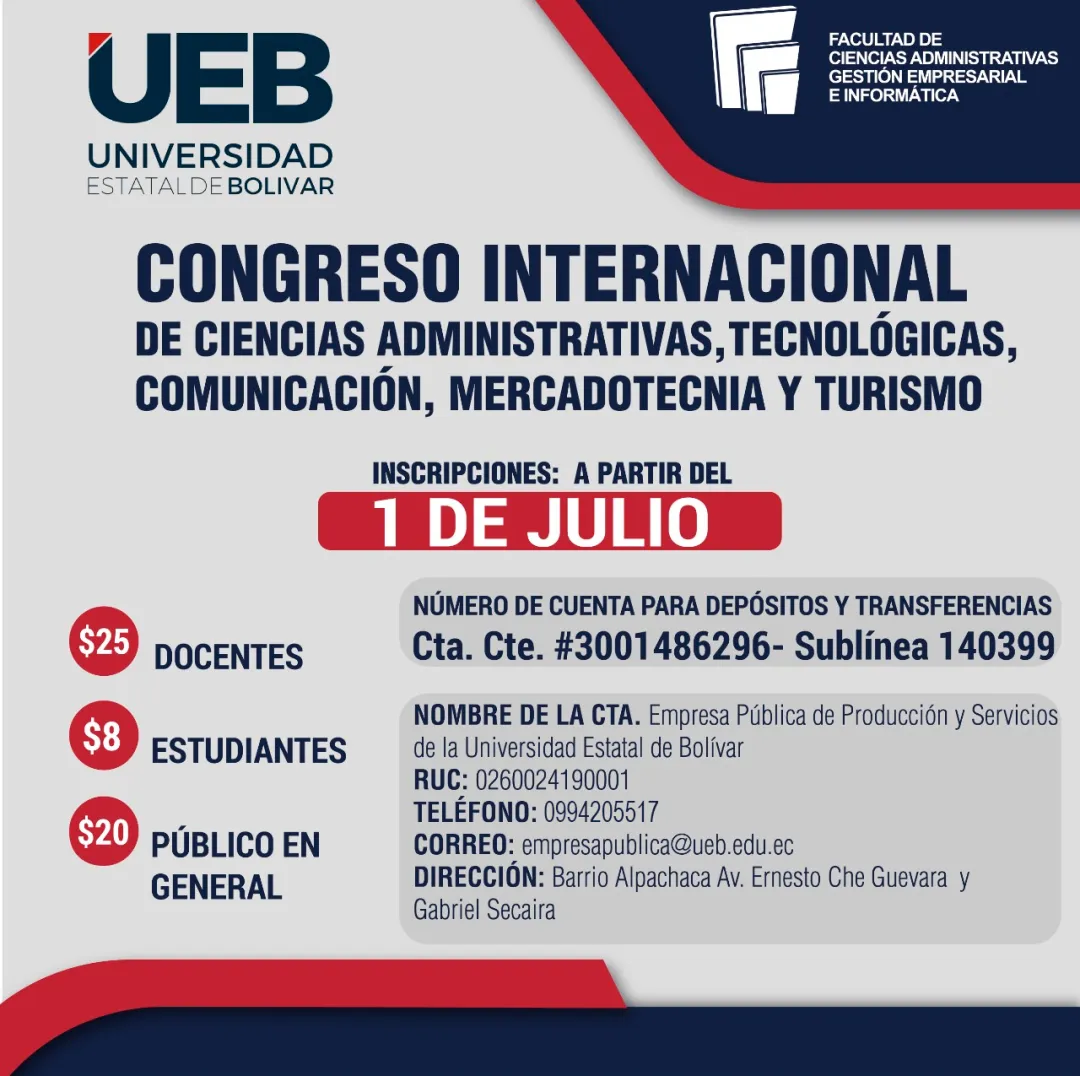 UEB
UNIVERSIDAD
ESTATAL DE BOLIVAR
FACULTAD DE
CIENCIAS ADMINISTRATIVAS
GESTIÓN EMPRESARIAL
E INFORMÁTICA
CONGRESO INTERNACIONAL
DE CIENCIAS ADMINISTRATIVAS, TECNOLÓGICAS,
COMUNICACIÓN, MERCADOTECNIA Y TURISMO
INSCRIPCIONES: A PARTIR DEL
1 DE JULIO
$25 DOCENTES
$8 ESTUDIANTES
$20 PÚBLICO EN
GENERAL
NÚMERO DE CUENTA PARA DEPÓSITOS Y TRANSFERENCIAS
Cta. Cte. #3001486296- Sublínea 140399
NOMBRE DE LA CTA. Empresa Pública de Producción y Servicios
de la Universidad Estatal de Bolívar
RUC: 0260024190001
TELÉFONO: 0994205517
CORREO: empresapublica@ueb.edu.ec
DIRECCIÓN: Barrio Alpachaca Av. Ernesto Che Guevara y
Gabriel Secaira